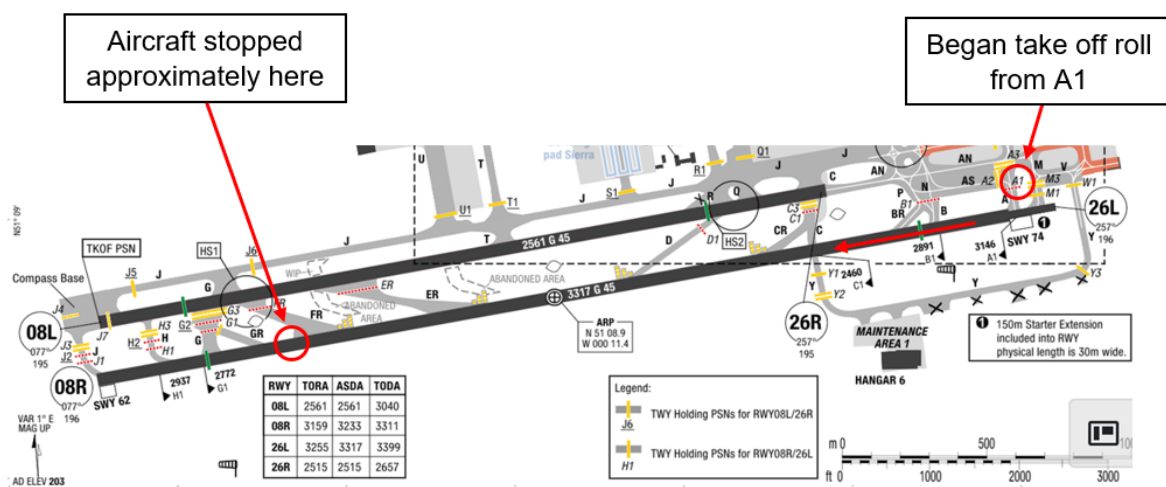 Aircraft stopped
approximately here
Began take off roll
from A1
pad Sierra
Q1
R1
S1
T1
U1
U
T
J
J
J
J
J
C
AN
AN
AS
A3
A2
A1
M
M3
M1
V
W1
N
P
B1
BR
B
A
R
Q
HS2
D
D1
C3
C1
CR
C
26L
257°
196
3146
A1
SWY 74
2891
B1
2460
C1
Y
Y
Y1
Y2
Y3
26R
257°
195
MAINTENANCE
AREA 1
HANGAR 6
N51° 09'
TKOF PSN
Compass Base
HS1
J6
J5
J4
J
J
G
T
2561 G 45
3317 G 45
WIP
ABANDONED AREA
ABANDONED
AREA
ER
ER
FR
FR
GR
G3
G2
G1
G
H3
H
H2
H1
J7
J3
J2
J
J1
08L
077°
195
08R
077°
196
SWY 62
2937
H1
2772
G1
ARP
N 51 08.9
W 000 11.4
1 150m Starter Extension
included into RWY
physical length is 30m wide.
RWY TORA ASDA TODA
08L 2561 2561 3040
08R 3159 3233 3311
26L 3255 3317 3399
26R 2515 2515 2657
Legend:
J6 TWY Holding PSNs for RWY08L/26R
H1 TWY Holding PSNs for RWY08R/26L
VAR 1° E
MAG UP
AD ELEV 203
m 0 500
ft 0 1000 2000 3000